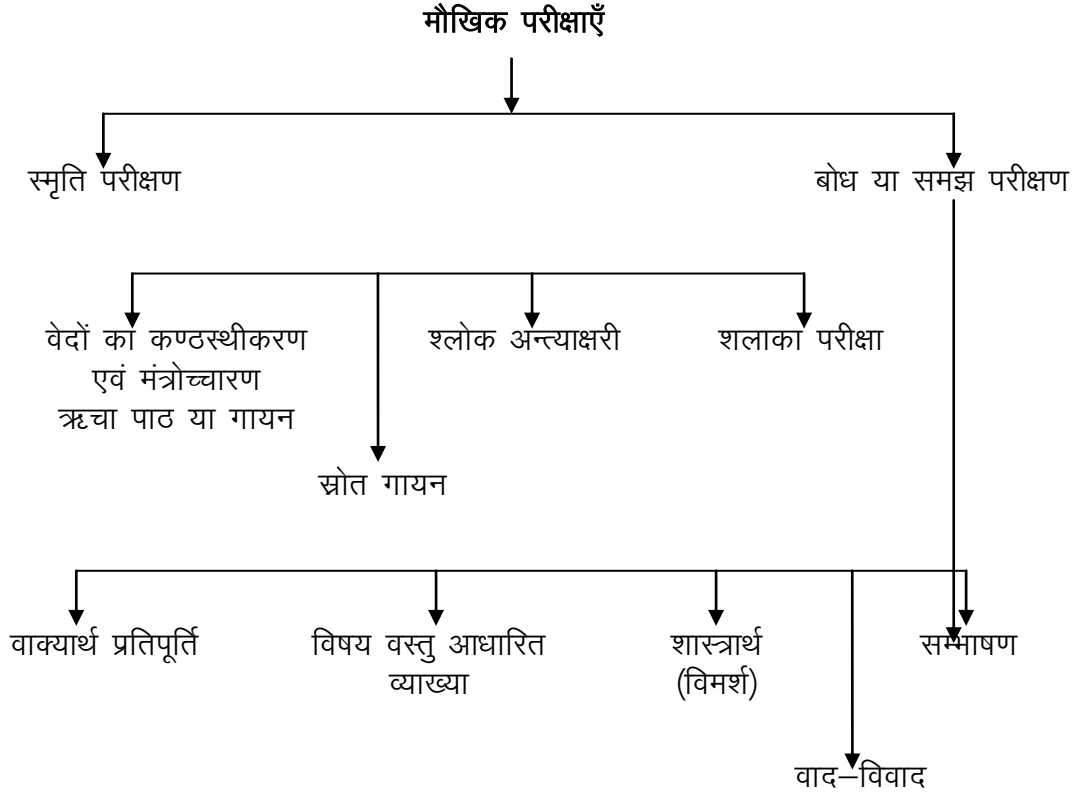 मौखिक परीक्षाएँ
स्मृति परीक्षण
बोध या समझ परीक्षण
वेदों का कण्ठस्थीकरण
एवं मंत्रोच्चारण
ऋचा पाठ या गायन
स्रोत गायन
श्लोक अन्त्याक्षरी
शलाका परीक्षा
वाक्यार्थ प्रतिपूर्ति
विषय वस्तु आधारित
व्याख्या
शास्त्रार्थ
(विमर्श)
वाद–विवाद
सम्भाषण